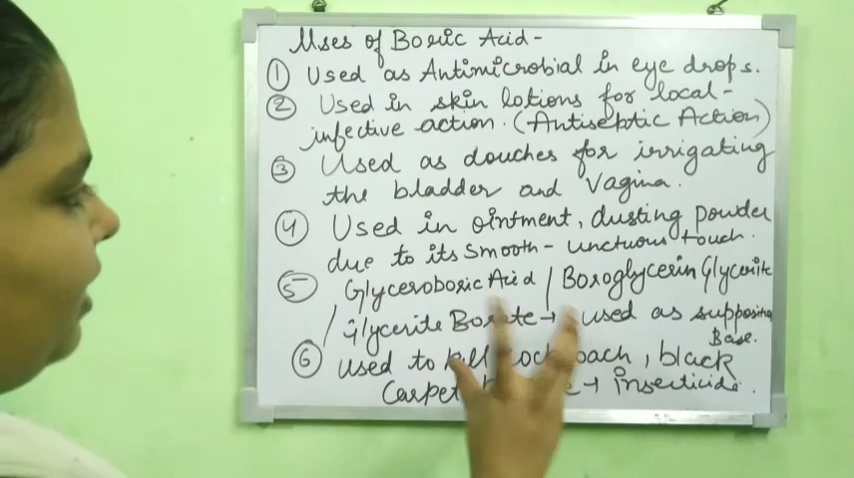 Uses of Boric Acid-
① Used as Antimicrobial in eye drops.
② Used in skin lotions for local-
infective action. (Antiseptic Action)
③ Used as douches for irrigating
the bladder and Vagina.
④ Used in ointment, dusting powder
due to its Smooth- unctuous touch.
⑤ Glyceroboric Acid / Boroglycerin Glycerite
/ Glycerite → used as
Base.
⑥ Used to , black
Carpet → insecticide.